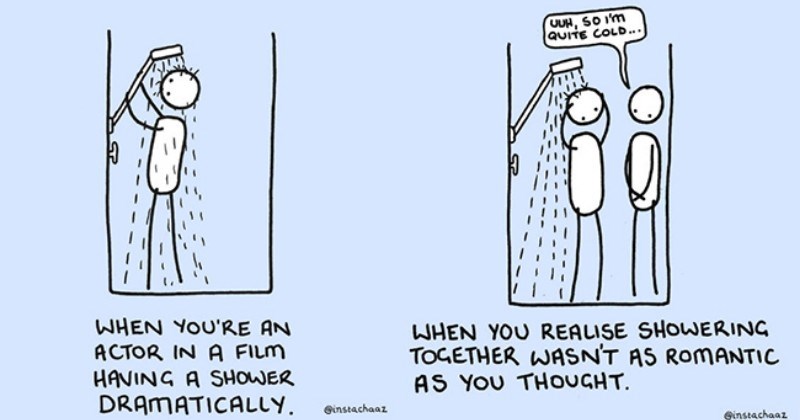 WHEN YOU'RE AN
ACTOR IN A FILM
HAVING A SHOWER
DRAMATICALLY.
@instachaaz
UUH, SO I'M
QUITE COLD...
WHEN YOU REALISE SHOWERING
TOGETHER WASN'T AS ROMANTIC
AS YOU THOUGHT.
@instachaaz